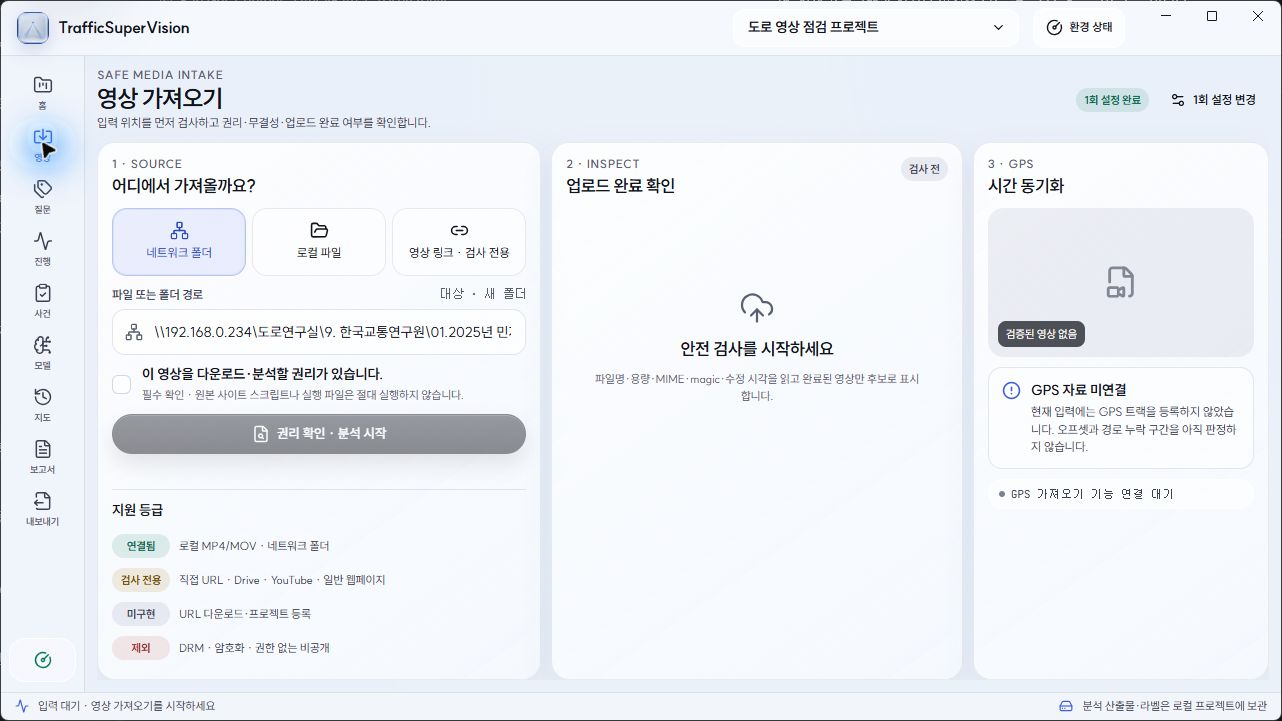 TrafficSuperVision
도로 영상 점검 프로젝트
환경 상태
홈
영상
질문
진행
사건
모델
지도
보고서
내보내기
SAFE MEDIA INTAKE
영상 가져오기
입력 위치를 먼저 검사하고 권리·무결성·업로드 완료 여부를 확인합니다.
1회 설정 완료
1회 설정 변경
1 · SOURCE
어디에서 가져올까요?
네트워크 폴더
로컬 파일
영상 링크 · 검사 전용
파일 또는 폴더 경로
대상 · 새 폴더
\\192.168.0.234\도로연구실\9. 한국교통연구원\01.2025년
이 영상을 다운로드·분석할 권리가 있습니다.
필수 확인 · 원본 사이트 스크립트나 실행 파일은 절대 실행하지 않습니다.
권리 확인 · 분석 시작
지원 등급
연결됨
로컬 MP4/MOV · 네트워크 폴더
검사 전용
직접 URL · Drive · YouTube · 일반 웹페이지
미구현
URL 다운로드·프로젝트 등록
제외
DRM · 암호화 · 권한 없는 비공개
2 · INSPECT
업로드 완료 확인
검사 전
안전 검사를 시작하세요
파일명·용량·MIME·magic·수정 시각을 읽고 완료된 영상만 후보로 표시
합니다.
3 · GPS
시간 동기화
검증된 영상 없음
GPS 자료 미연결
현재 입력에는 GPS 트랙을 등록하지 않았습
니다. 오프셋과 경로 누락 구간을 아직 판정하
지 않습니다.
GPS 가져오기 기능 연결 대기
입력 대기 · 영상 가져오기를 시작하세요
분석 산출물·라벨은 로컬 프로젝트에 보관